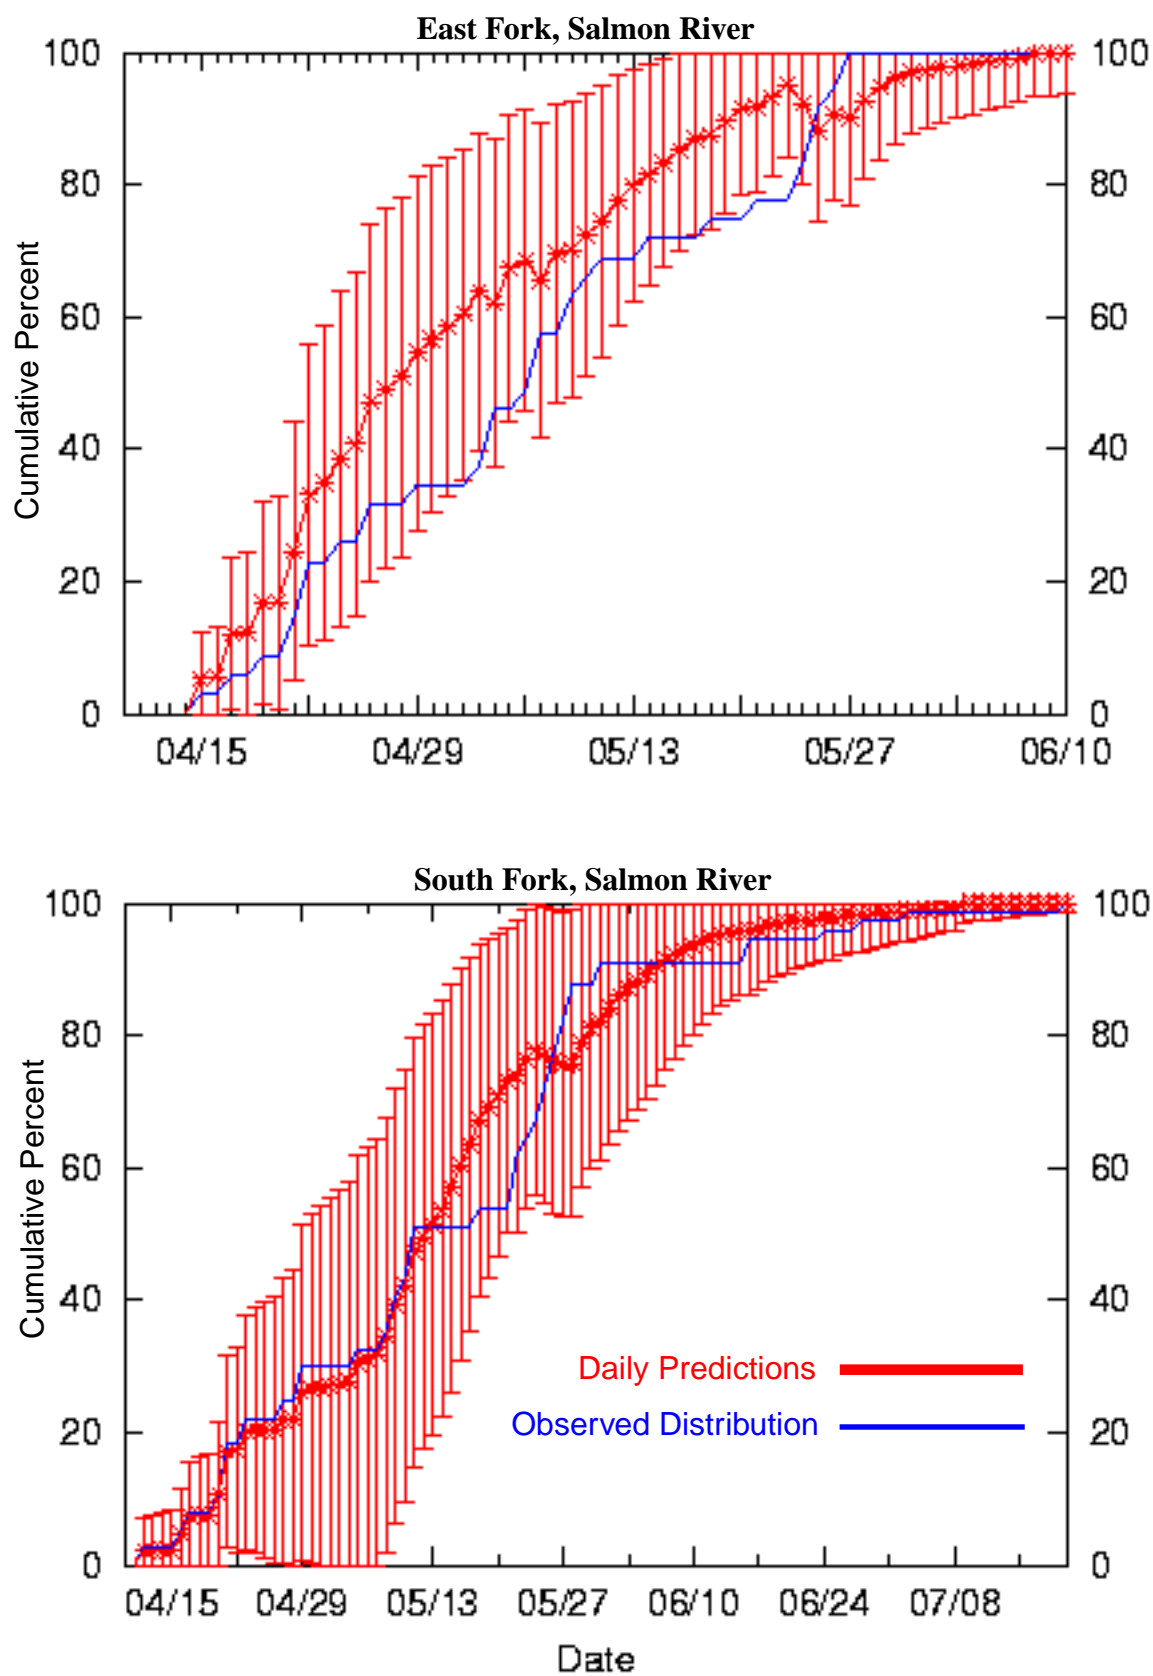 East Fork, Salmon River
100 100
80 80
60 60
40 40
20 20
0 0
Cumulative Percent
04/15 04/29 05/13 05/27 06/10
South Fork, Salmon River
100 100
80 80
60 60
40 40
20 20
0 0
Cumulative Percent
Daily Predictions
Observed Distribution
04/15 04/29 05/13 05/27 06/10 06/24 07/08
Date